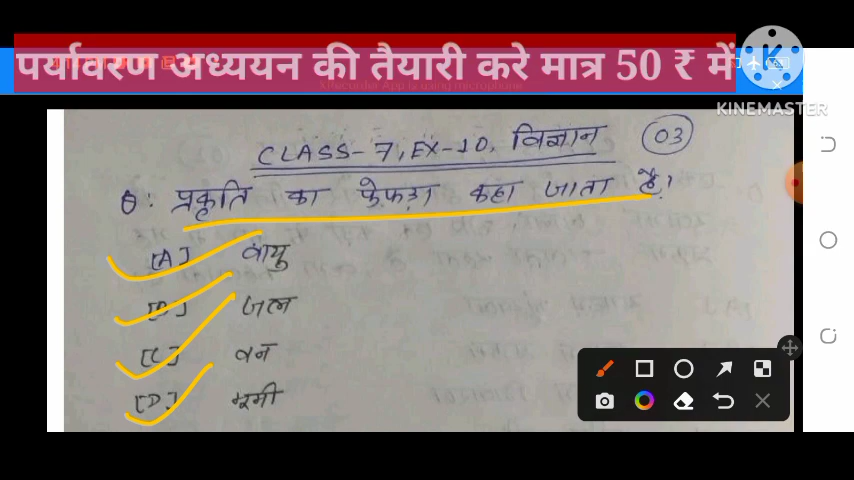 पर्यावरण अध्ययन की तैयारी करे मात्र 50 ₹ में
KINEMASTER
CLASS-7, EX-10, विज्ञान 03
Q: प्रकृति का फेफड़ा कहा जाता है?
[A] वायु
[B] जल
[C] वन
[D] भूमी